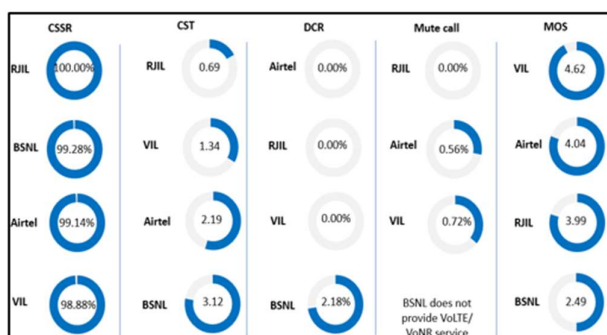 CSSR CST DCR Mute call MOS
RJIL 100.00% RJIL 0.69 Airtel 0.00% RJIL 0.00% VIL 4.62
BSNL 99.28% VIL 1.34 RJIL 0.00% Airtel 0.56% Airtel 4.04
Airtel 99.14% Airtel 2.19 VIL 0.00% VIL 0.72% RJIL 3.99
VIL 98.88% BSNL 3.12 BSNL 2.18% BSNL does not BSNL 2.49
provide VoLTE/
VoNR service